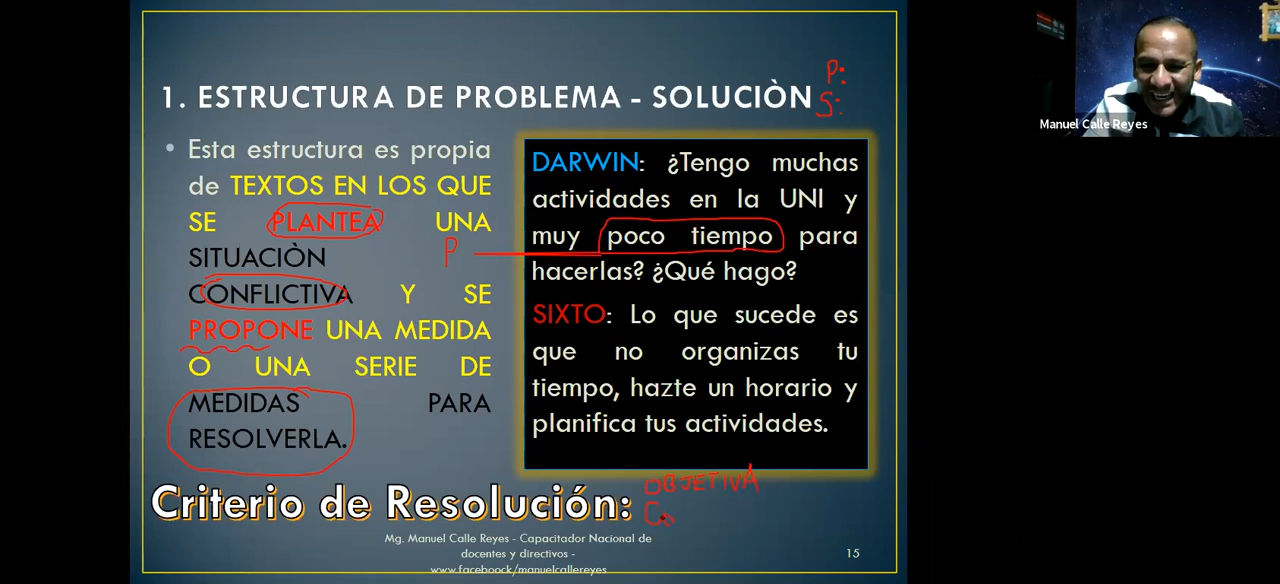 1. ESTRUCTURA DE PROBLEMA - SOLUCIÒN
P:
S:
• Esta estructura es propia
de TEXTOS EN LOS QUE
SE PLANTEA UNA
SITUACIÒN
CONFLICTIVA Y SE
PROPONE UNA MEDIDA
O UNA SERIE DE
MEDIDAS PARA
RESOLVERLA.
P
DARWIN: ¿Tengo muchas
actividades en la UNI y
muy poco tiempo para
hacerlas? ¿Qué hago?
SIXTO: Lo que sucede es
que no organizas tu
tiempo, hazte un horario y
planifica tus actividades.
Criterio de Resolución:
OBJETIVA
Co
Mg. Manuel Calle Reyes - Capacitador Nacional de
docentes y directivos -
www.faceboock/manuelcallereyes
15
Manuel Calle Reyes